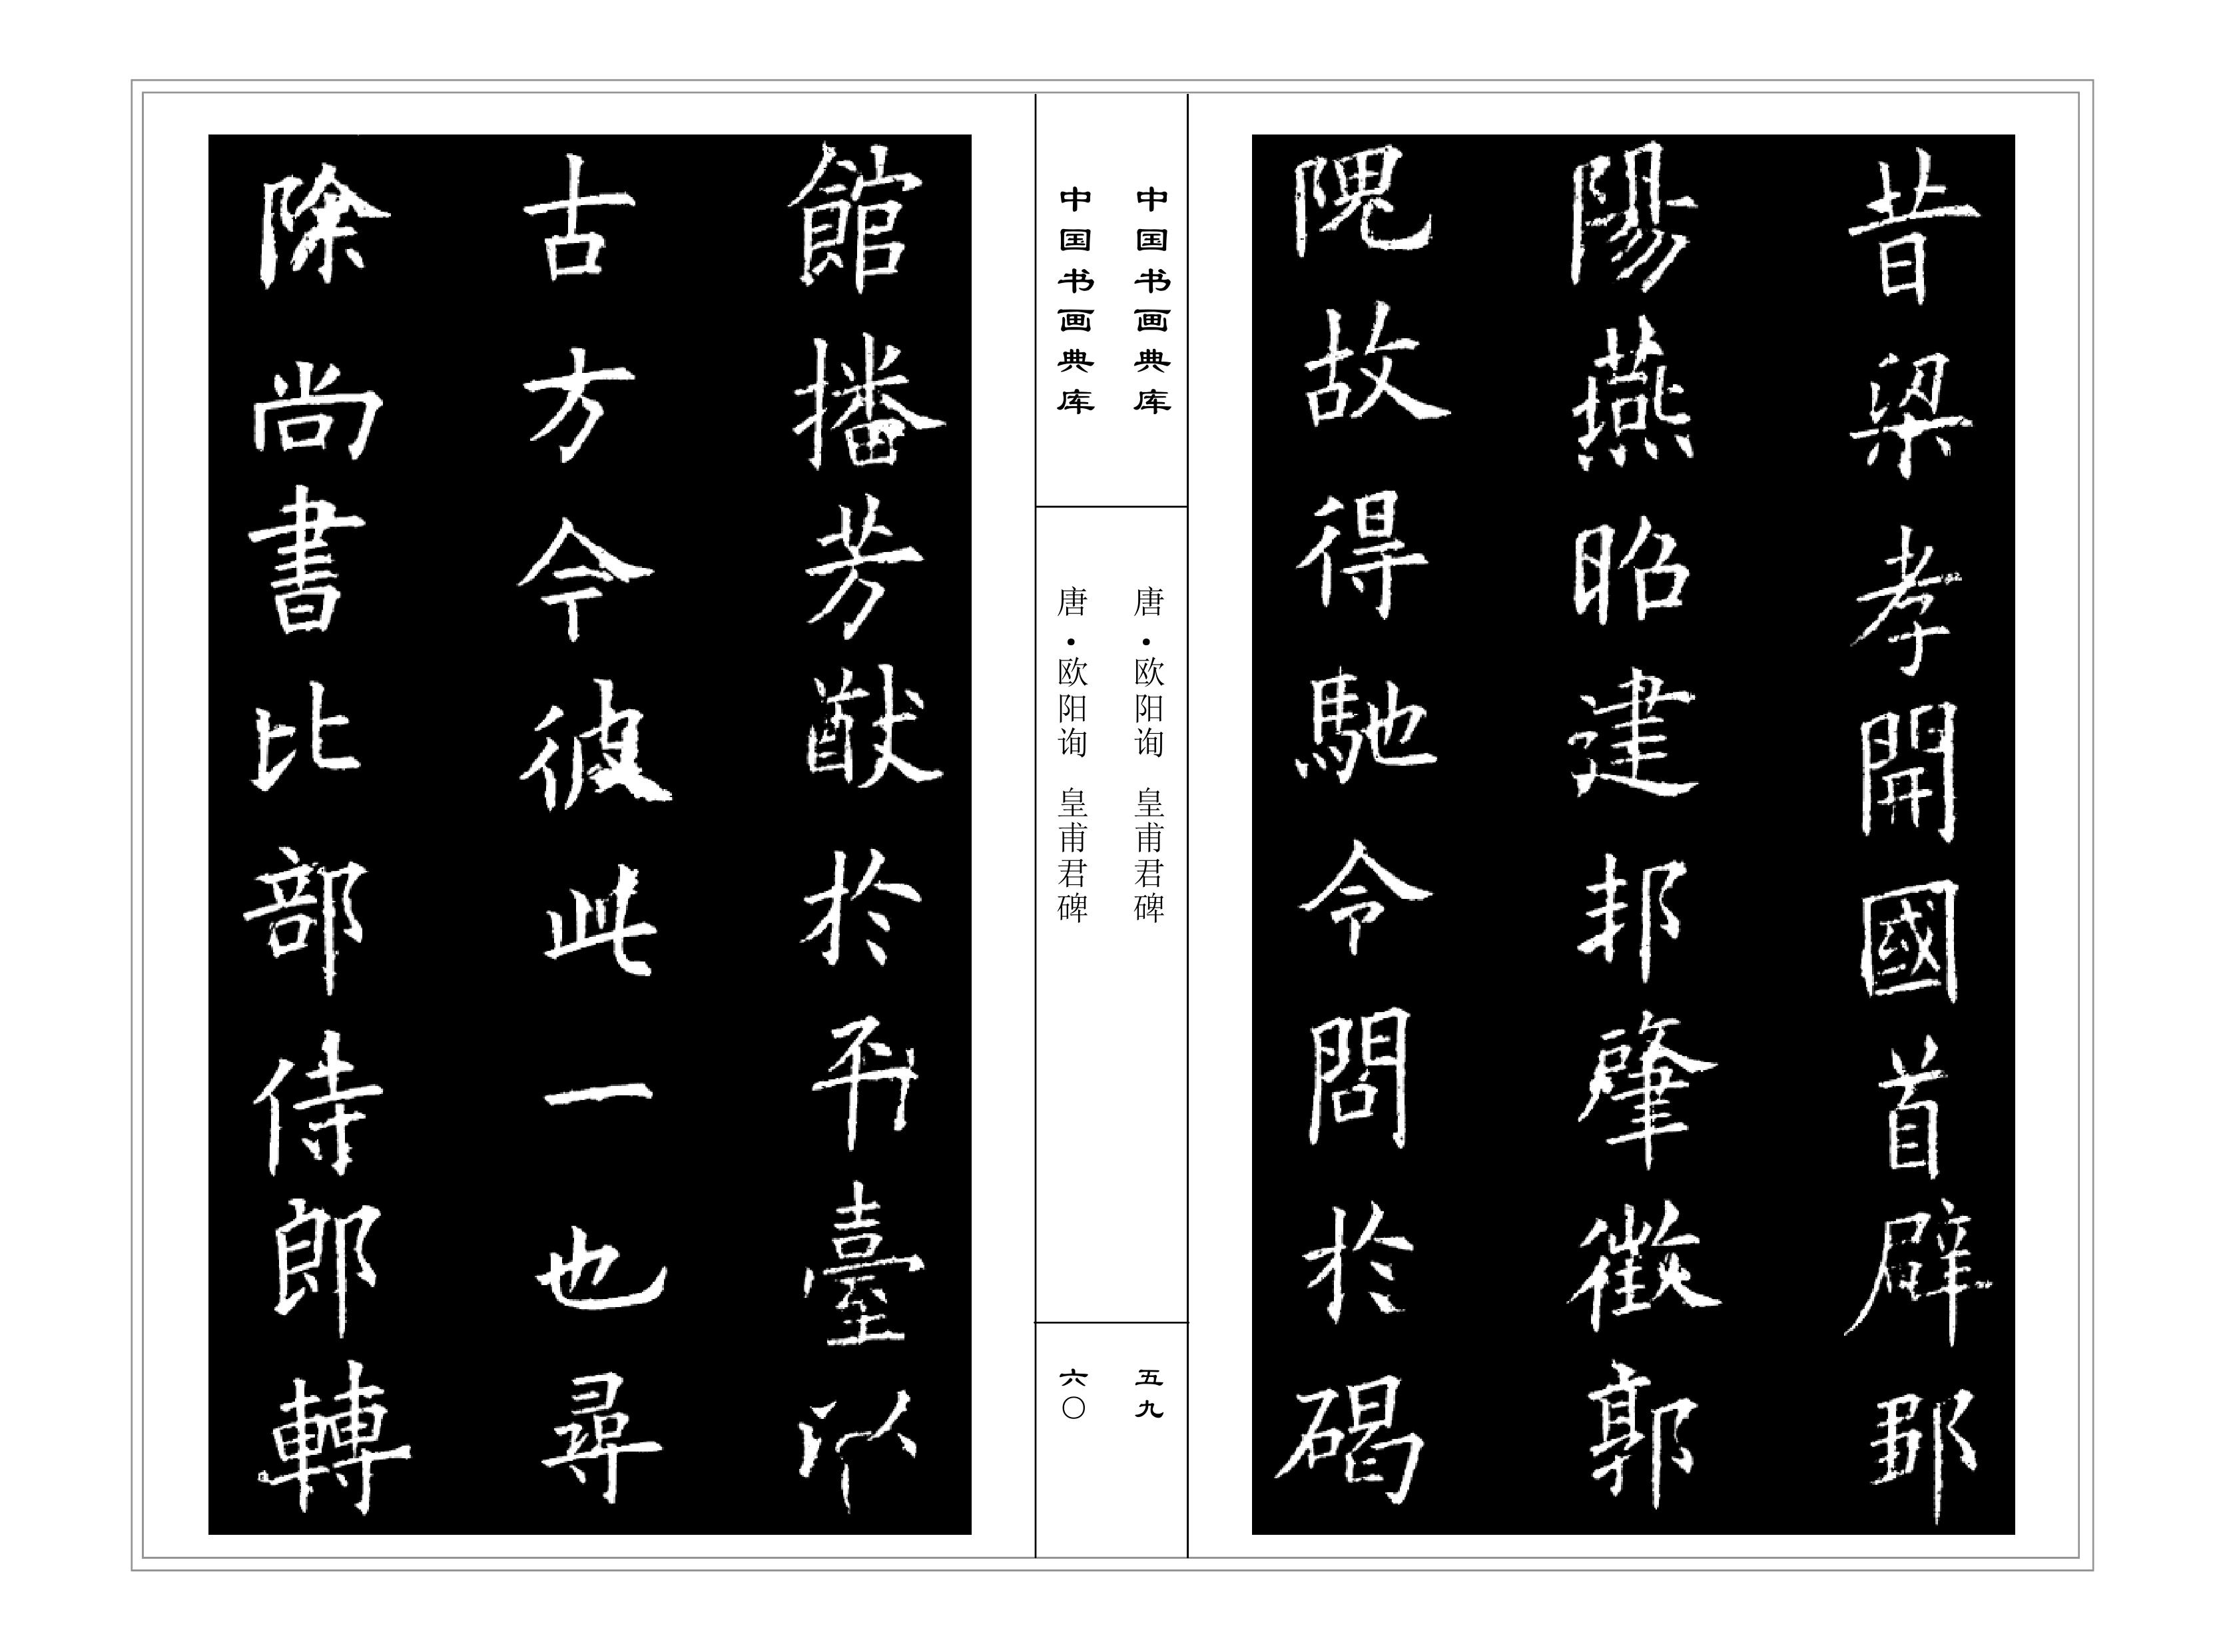 昔梁孝開國首辟鄒
陽燕昭建邦肇徵郭
隗故得馳令問於碣
中国书画典库
唐·欧阳询 皇甫君碑
五九
中国书画典库
唐·欧阳询 皇甫君碑
六〇
館播芳猷於平臺以
古方今彼此一也尋
除尚書比部侍郎轉